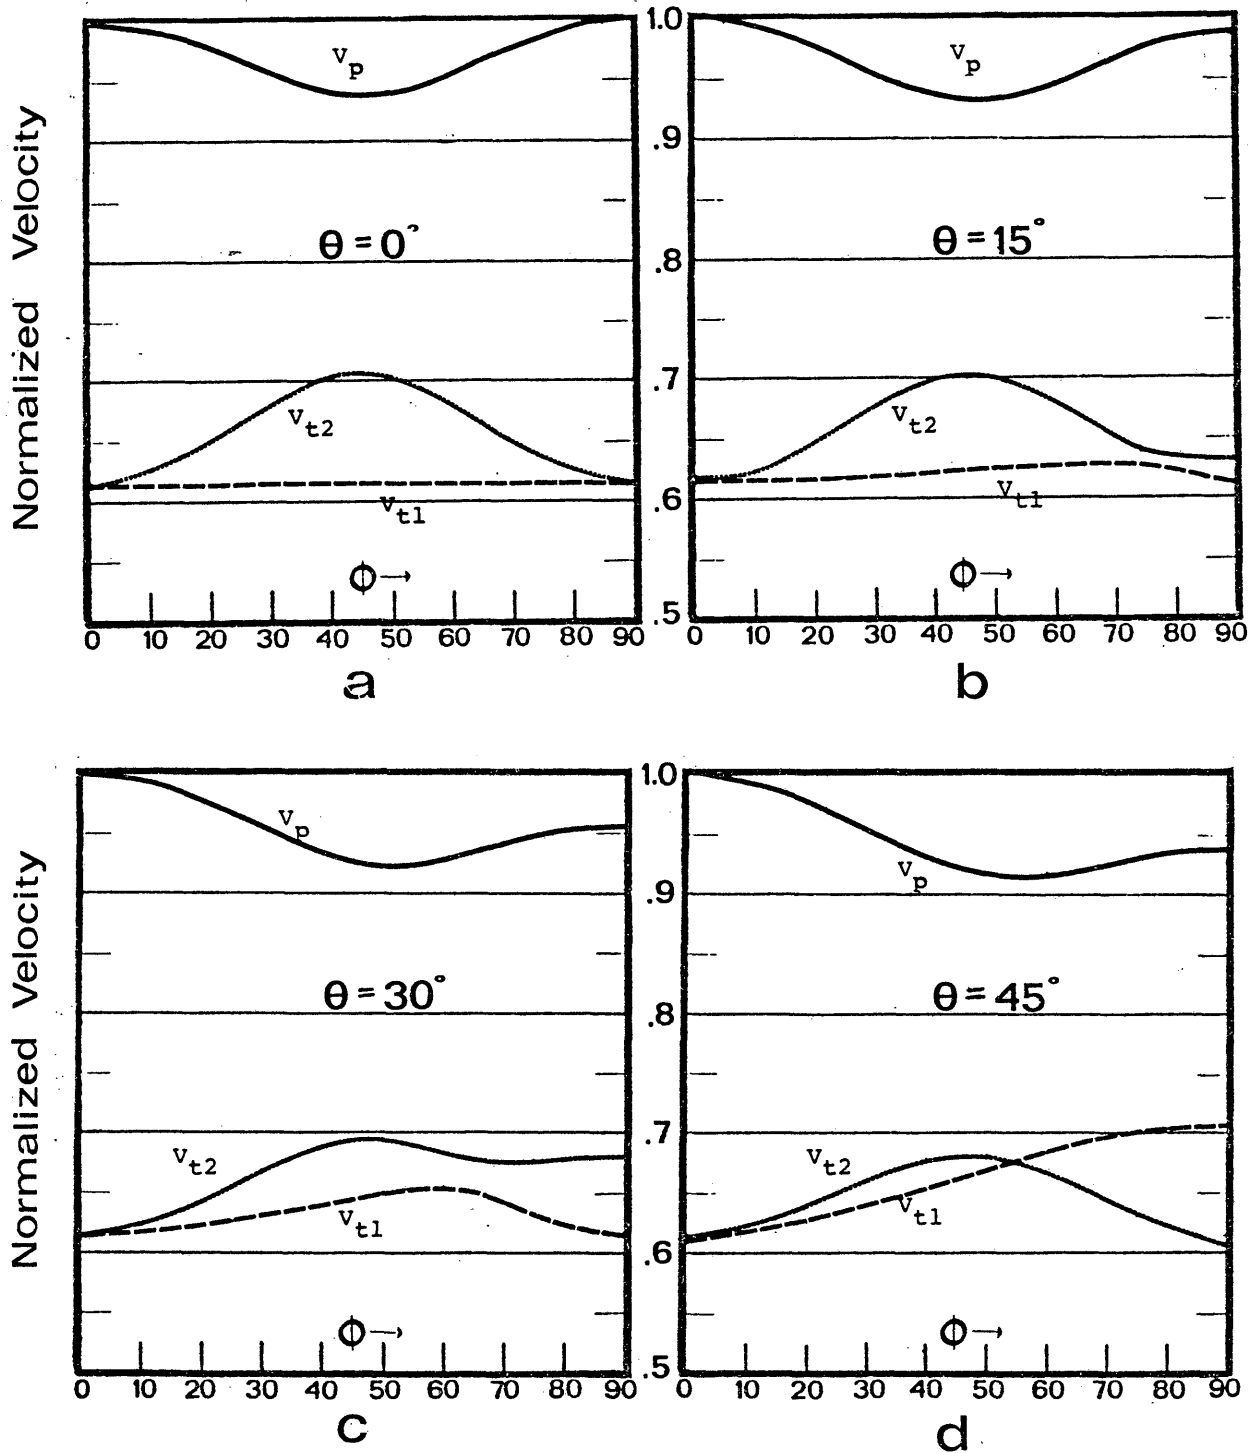 Normalized Velocity
V_p
θ = 0°
V_t2
V_t1
Φ →
0 10 20 30 40 50 60 70 80 90
a
1.0
.9
.8
.7
.6
.5
V_p
θ = 15°
V_t2
V_t1
Φ →
0 10 20 30 40 50 60 70 80 90
b
Normalized Velocity
V_p
θ = 30°
V_t2
V_t1
Φ →
0 10 20 30 40 50 60 70 80 90
c
1.0
.9
.8
.7
.6
.5
V_p
θ = 45°
V_t2
V_t1
Φ →
0 10 20 30 40 50 60 70 80 90
d